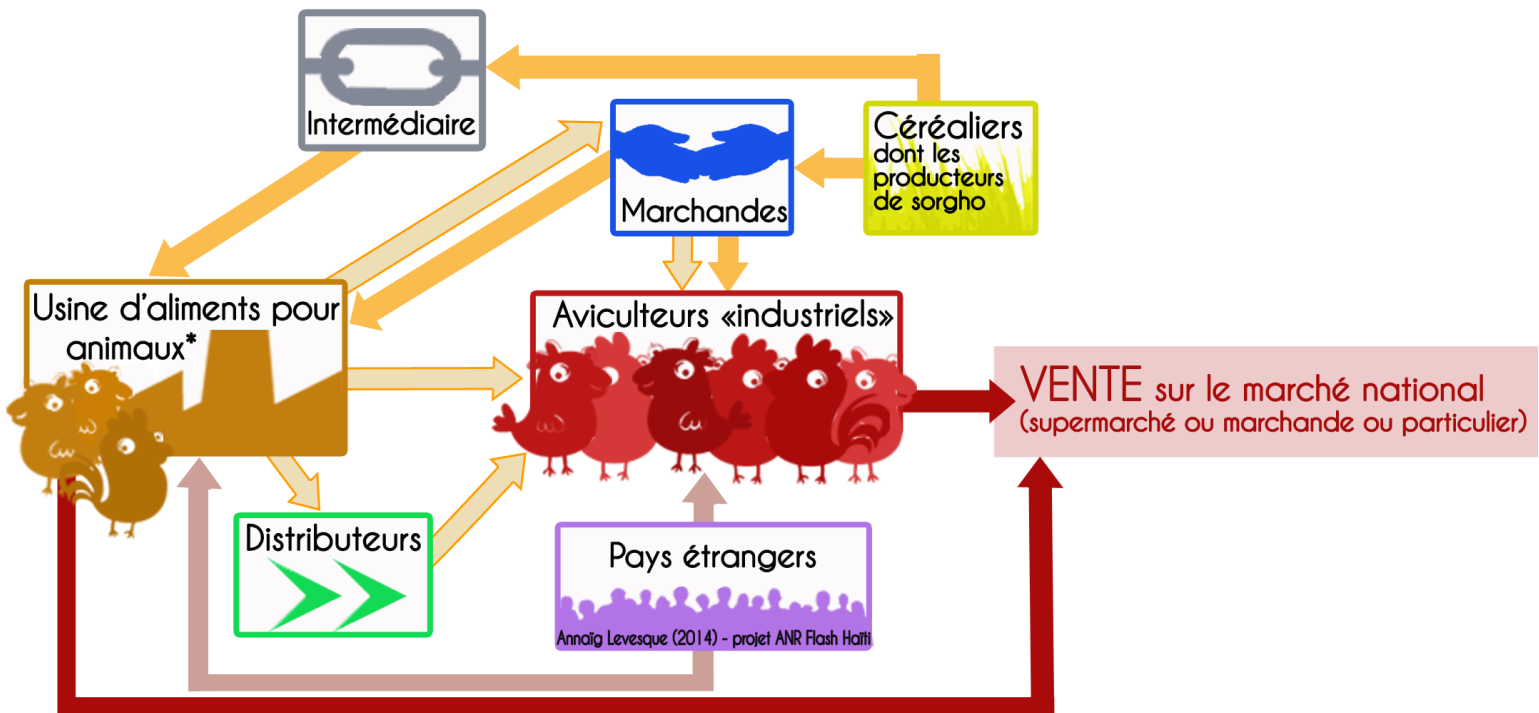 Intermédiaire
Marchandes
Céréaliers
dont les
producteurs
de sorgho
Usine d'aliments pour
animaux*
Aviculteurs «industriels»
VENTE sur le marché national
(supermarché ou marchande ou particulier)
Distributeurs
Pays étrangers
Annaïg Levesque (2014) - projet ANR Flash Haïti